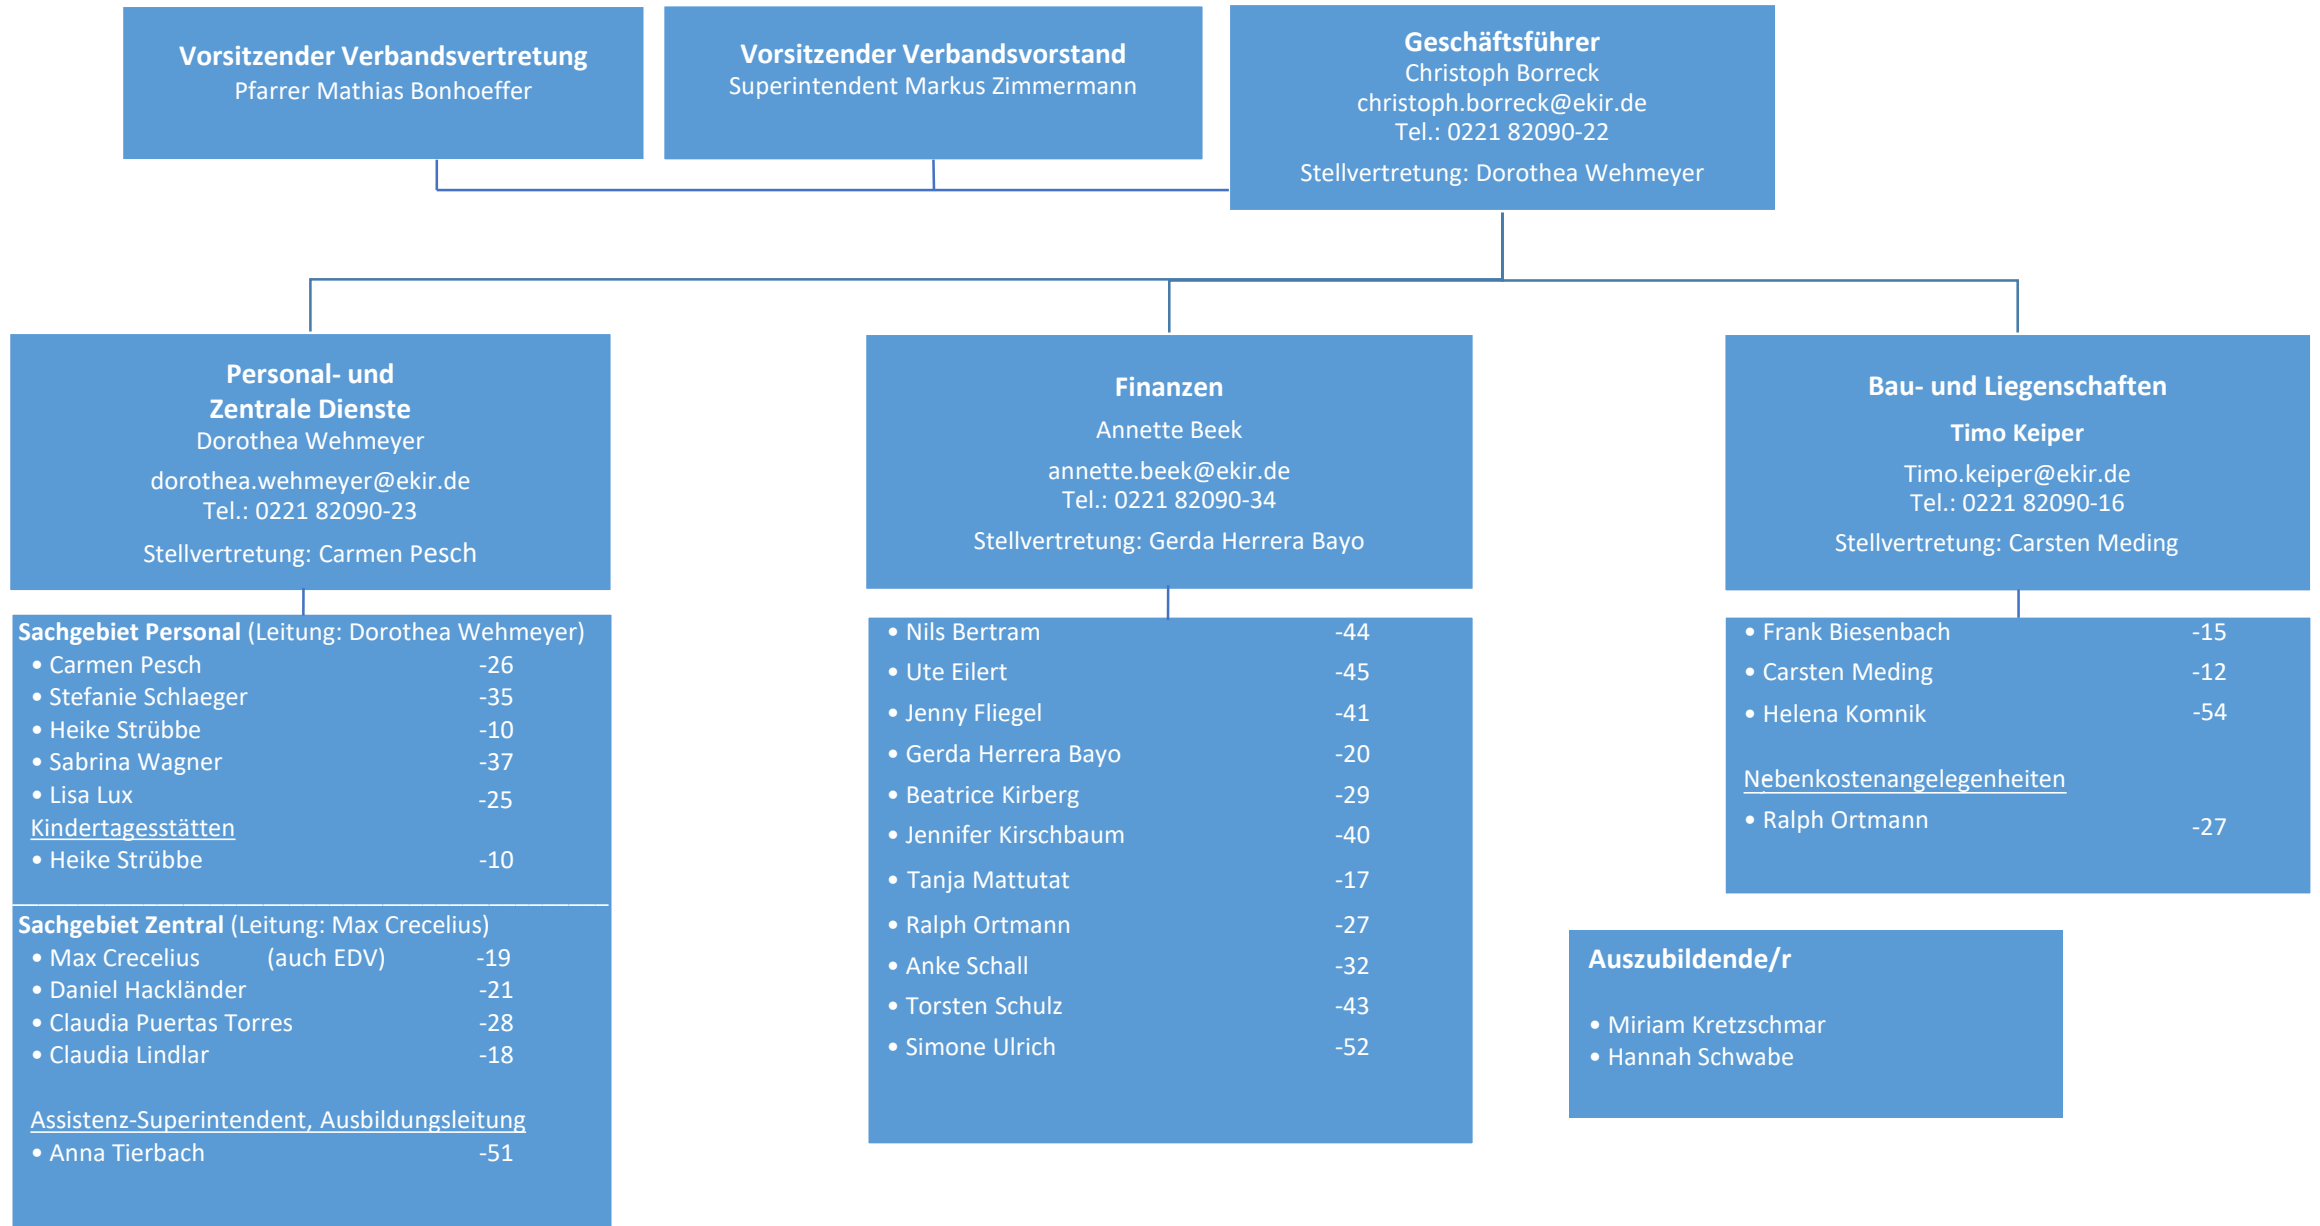 Vorsitzender Verbandsvertretung
Pfarrer Mathias Bonhoeffer
Vorsitzender Verbandsvorstand
Superintendent Markus Zimmermann
Geschäftsführer
Christoph Borreck
christoph.borreck@ekir.de
Tel.: 0221 82090-22
Stellvertretung: Dorothea Wehmeyer
Personal- und
Zentrale Dienste
Dorothea Wehmeyer
dorothea.wehmeyer@ekir.de
Tel.: 0221 82090-23
Stellvertretung: Carmen Pesch
Sachgebiet Personal (Leitung: Dorothea Wehmeyer)
• Carmen Pesch -26
• Stefanie Schlaeger -35
• Heike Strübbe -10
• Sabrina Wagner -37
• Lisa Lux -25
Kindertagesstätten
• Heike Strübbe -10
Sachgebiet Zentral (Leitung: Max Crecelius)
• Max Crecelius (auch EDV) -19
• Daniel Hackländer -21
• Claudia Puertas Torres -28
• Claudia Lindlar -18
Assistenz-Superintendent, Ausbildungsleitung
• Anna Tierbach -51
Finanzen
Annette Beek
annette.beek@ekir.de
Tel.: 0221 82090-34
Stellvertretung: Gerda Herrera Bayo
• Nils Bertram -44
• Ute Eilert -45
• Jenny Fliegel -41
• Gerda Herrera Bayo -20
• Beatrice Kirberg -29
• Jennifer Kirschbaum -40
• Tanja Mattutat -17
• Ralph Ortmann -27
• Anke Schall -32
• Torsten Schulz -43
• Simone Ulrich -52
Bau- und Liegenschaften
Timo Keiper
Timo.keiper@ekir.de
Tel.: 0221 82090-16
Stellvertretung: Carsten Meding
• Frank Biesenbach -15
• Carsten Meding -12
• Helena Komnik -54
Nebenkostenangelegenheiten
• Ralph Ortmann -27
Auszubildende/r
• Miriam Kretzschmar
• Hannah Schwabe